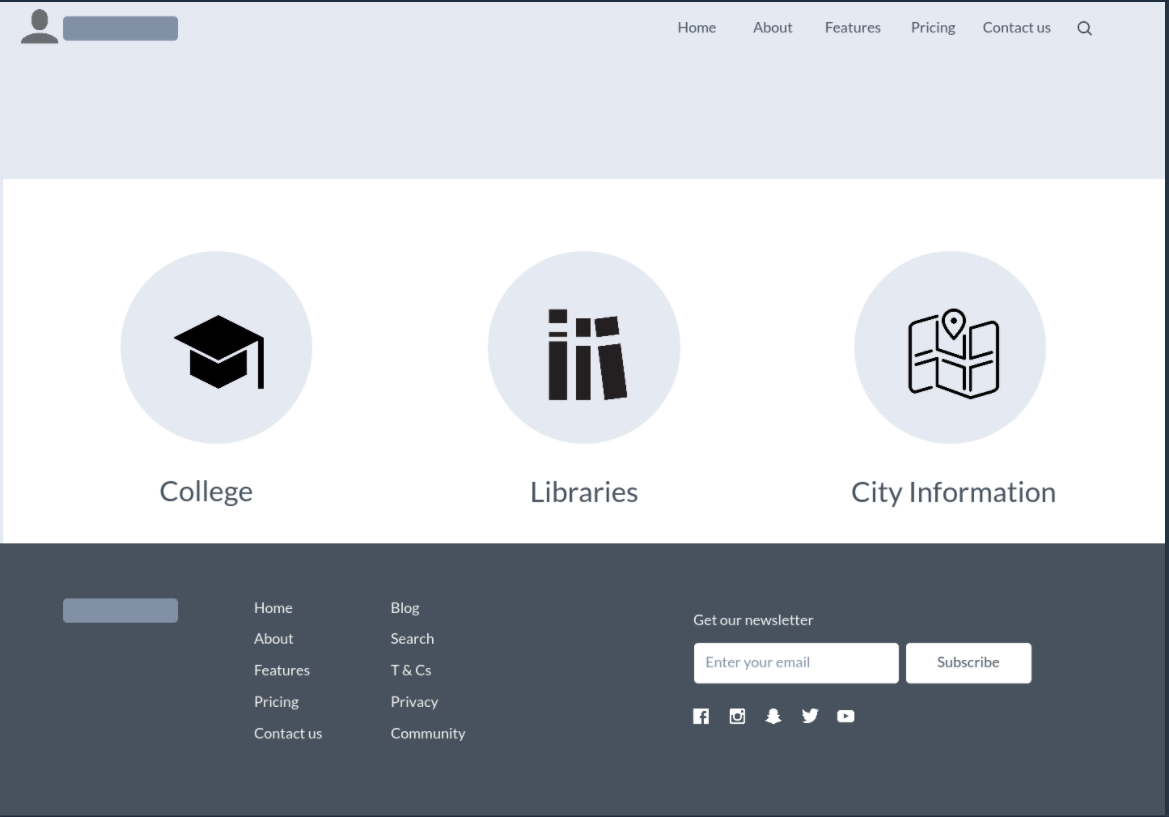 Home About Features Pricing Contact us
College Libraries City Information
Home Blog
About Search
Features T & Cs
Pricing Privacy
Contact us Community
Get our newsletter
Enter your email Subscribe